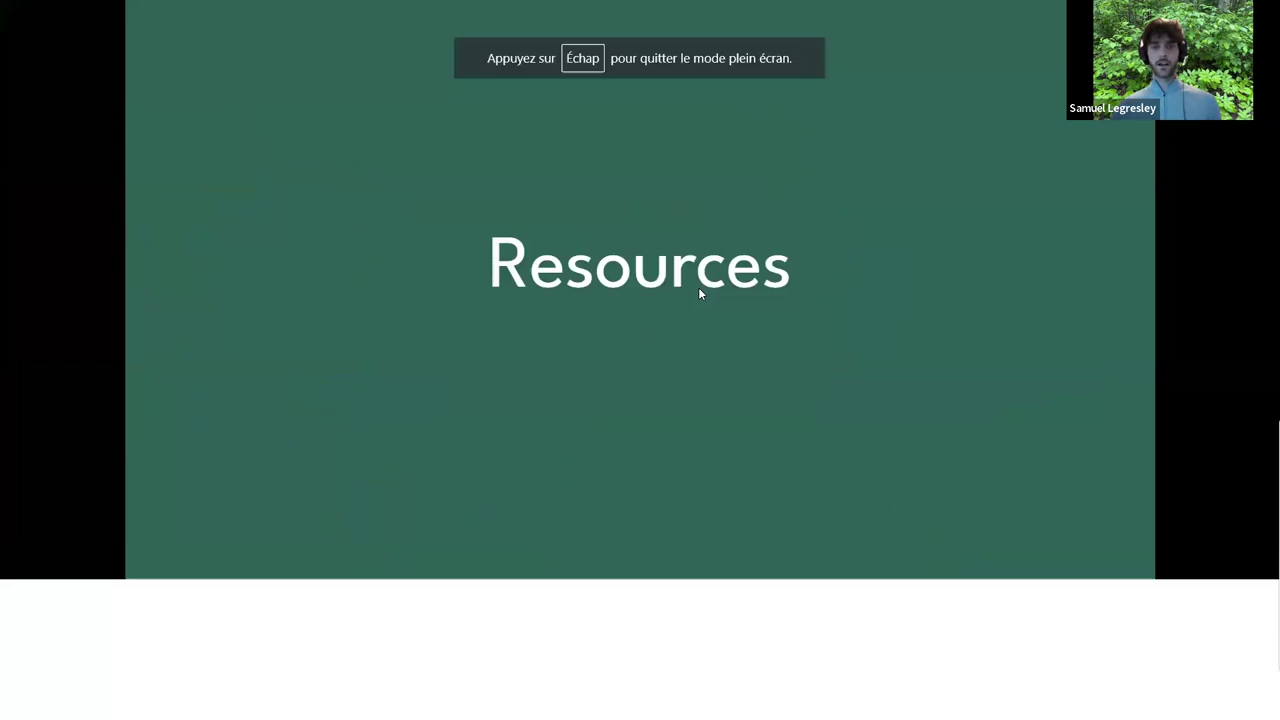 Appuyez sur Échap pour quitter le mode plein écran.
Samuel Legresley
Resources